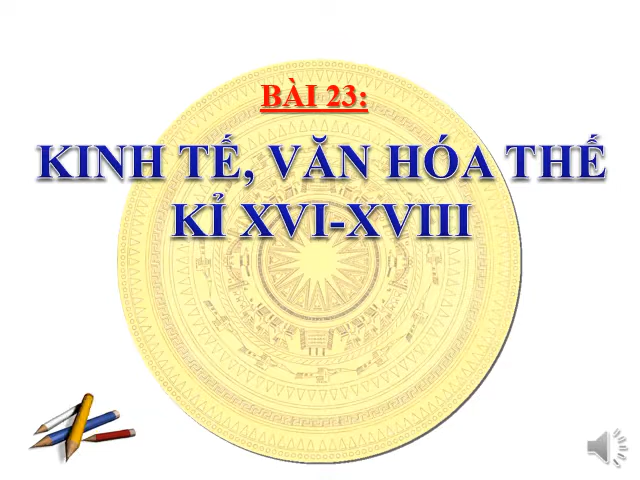 BÀI 23:
KINH TẾ, VĂN HÓA THẾ
KỈ XVI-XVIII